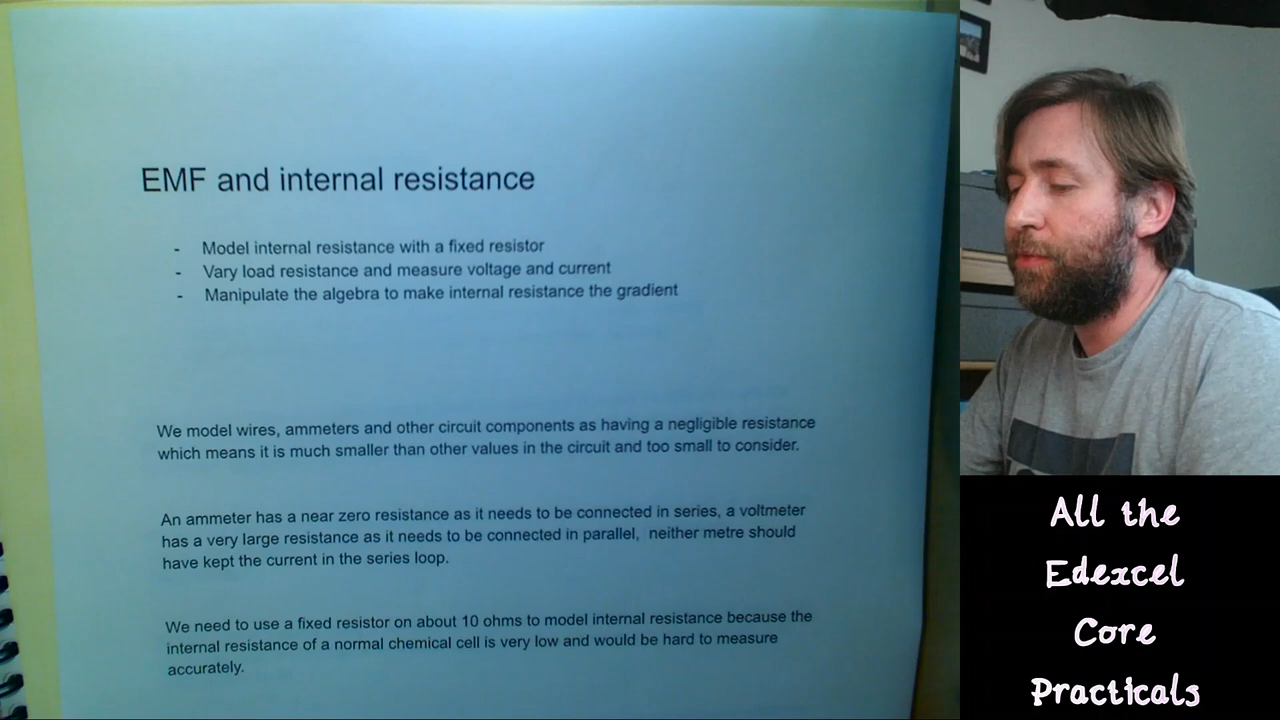 EMF and internal resistance
- Model internal resistance with a fixed resistor
- Vary load resistance and measure voltage and current
- Manipulate the algebra to make internal resistance the gradient
We model wires, ammeters and other circuit components as having a negligible resistance
which means it is much smaller than other values in the circuit and too small to consider.
An ammeter has a near zero resistance as it needs to be connected in series, a voltmeter
has a very large resistance as it needs to be connected in parallel, neither metre should
have kept the current in the series loop.
We need to use a fixed resistor on about 10 ohms to model internal resistance because the
internal resistance of a normal chemical cell is very low and would be hard to measure
accurately.
All the
Edexcel
Core
Practicals